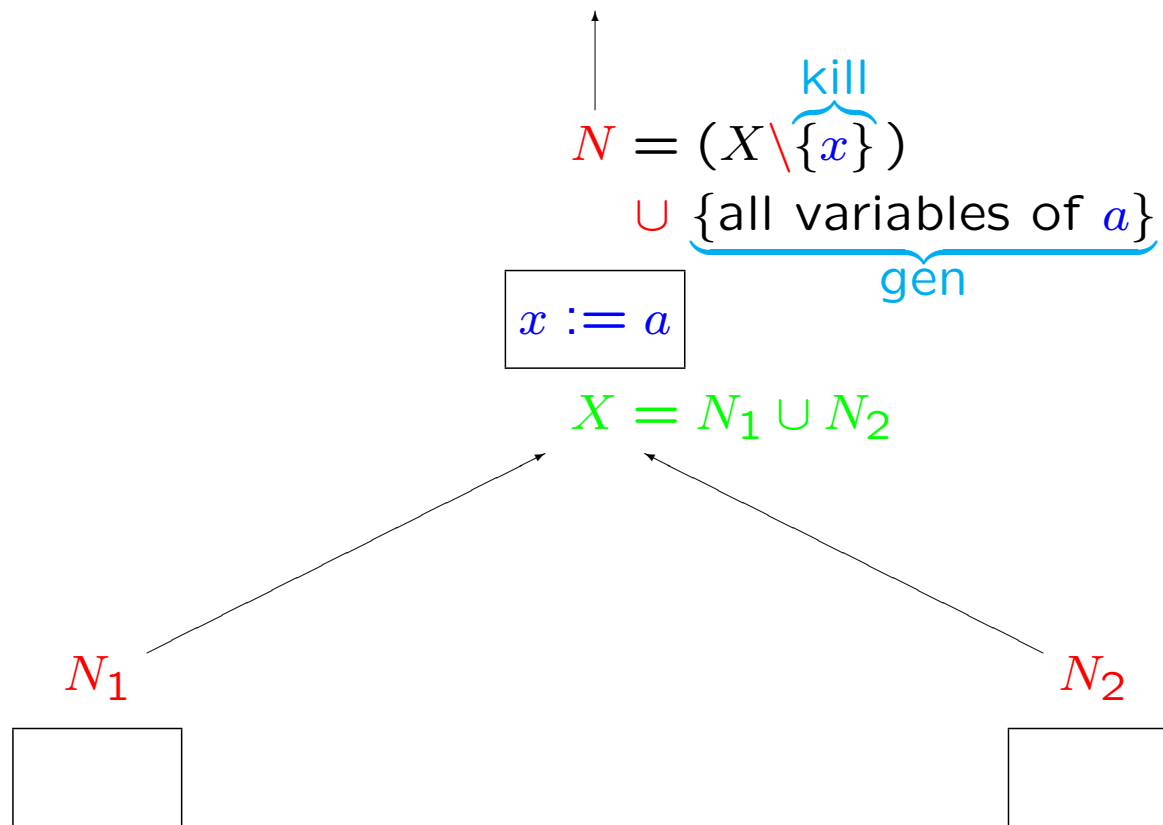 kill
N = (X\{x})
∪ {all variables of a}
gen
x := a
X = N₁ ∪ N₂
N₁
N₂